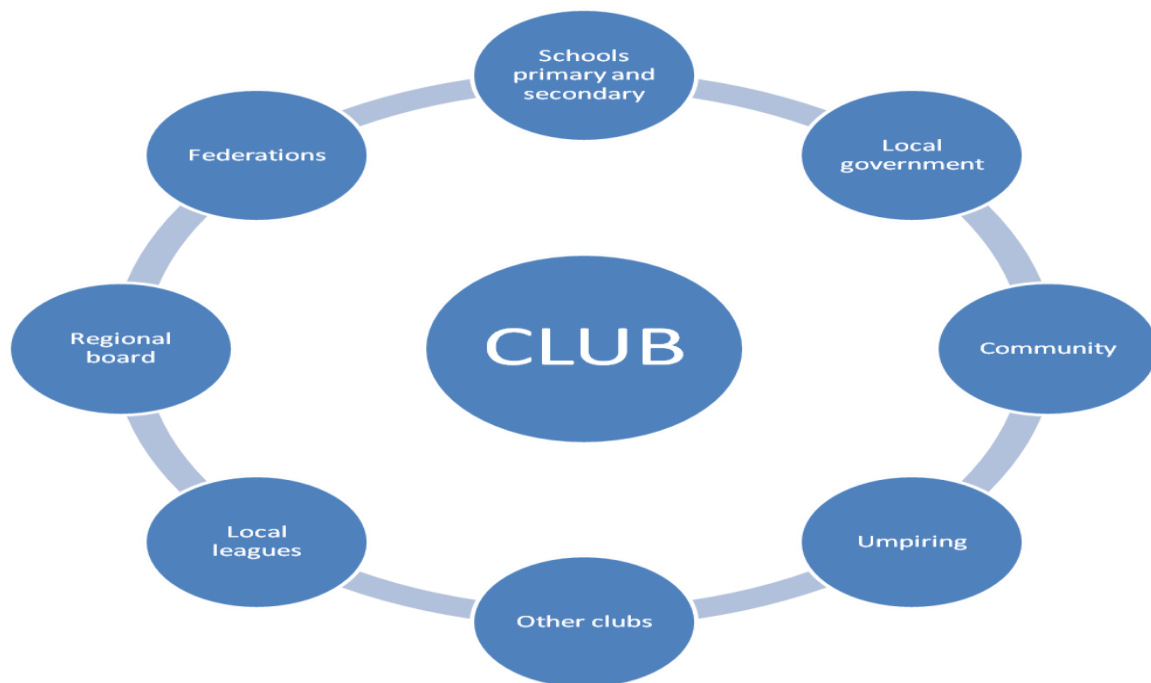 Schools
primary and
secondary
Federations
Local
government
Regional
board
CLUB
Community
Local
leagues
Umpiring
Other clubs